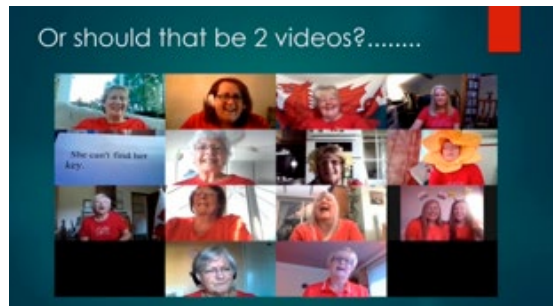 Or should that be 2 videos?........
She can't find her
key.